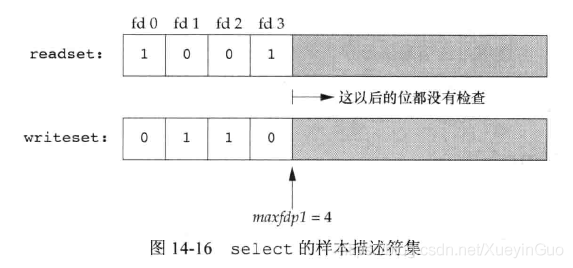 fd 0 fd 1 fd 2 fd 3
readset: 1 0 0 1
这以后的位都没有检查
writeset: 0 1 1 0
maxfdp1 = 4
图 14-16 select 的样本描述符集
csdn.net/XueyinGuo